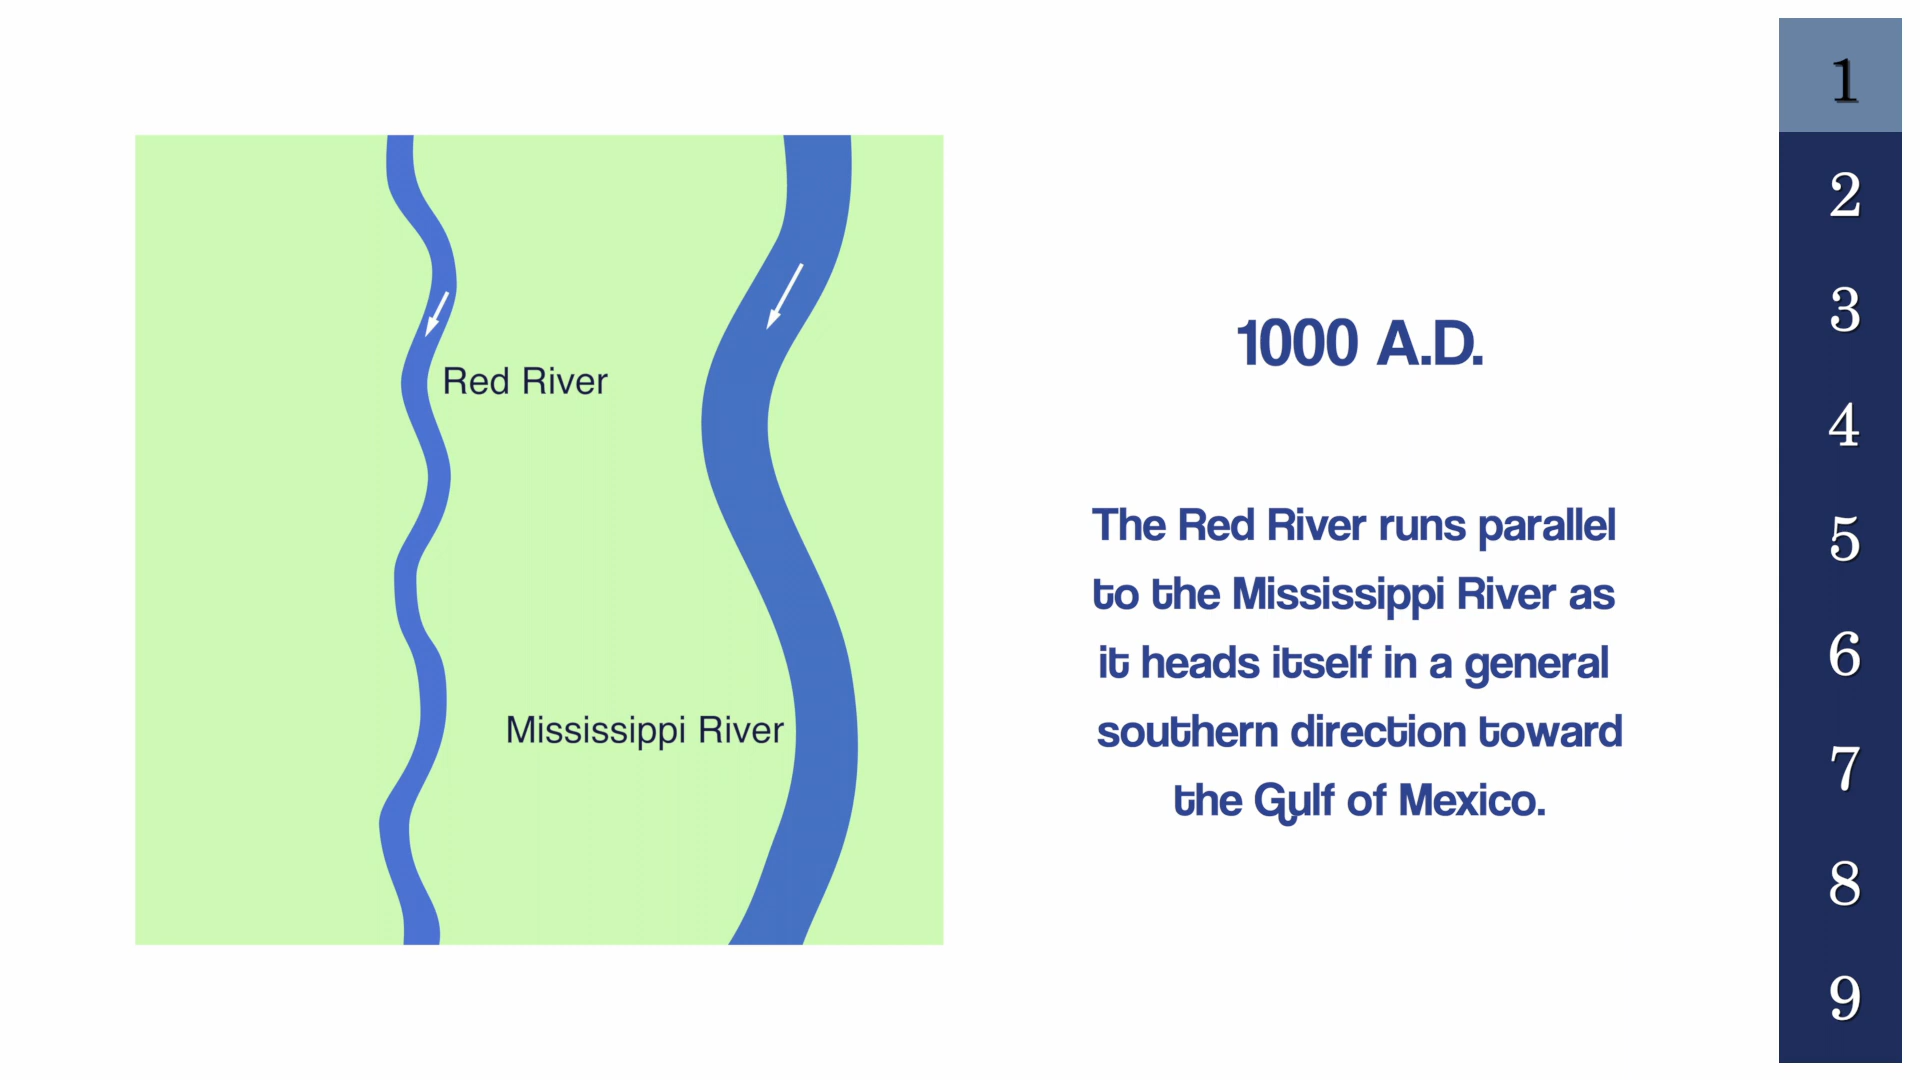 Red River
Mississippi River
1000 A.D.
The Red River runs parallel
to the Mississippi River as
it heads itself in a general
southern direction toward
the Gulf of Mexico.
1
2
3
4
5
6
7
8
9